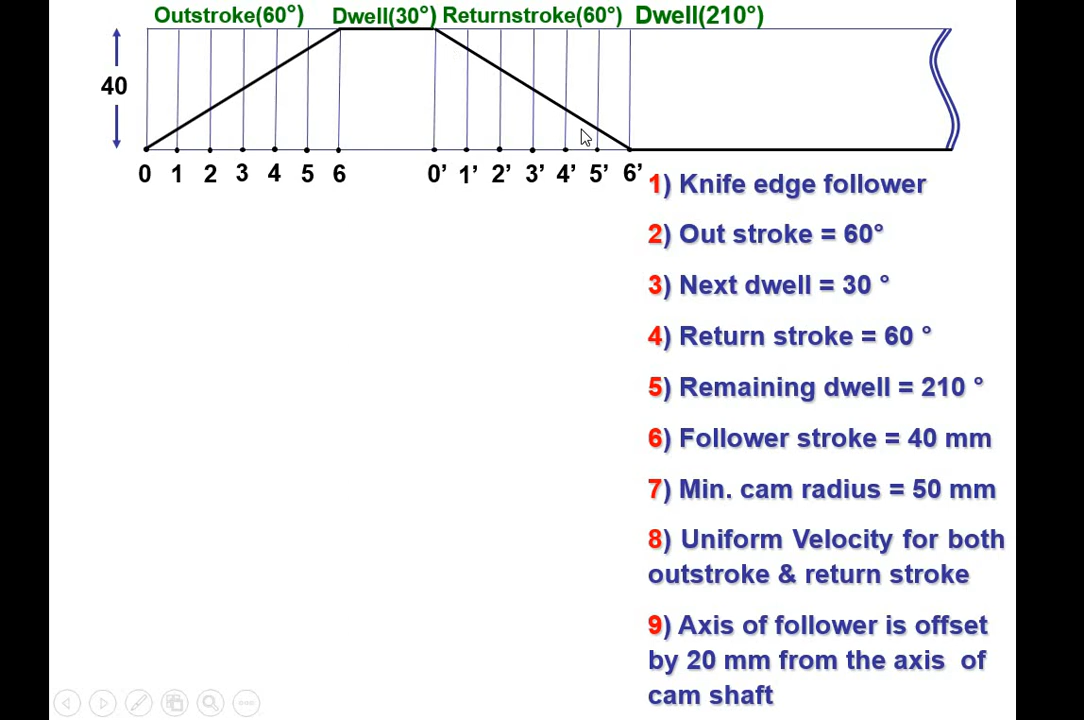 Outstroke(60°) Dwell(30°) Returnstroke(60°) Dwell(210°)
40
0 1 2 3 4 5 6 0’ 1’ 2’ 3’ 4’ 5’ 6’
1) Knife edge follower
2) Out stroke = 60°
3) Next dwell = 30 °
4) Return stroke = 60 °
5) Remaining dwell = 210 °
6) Follower stroke = 40 mm
7) Min. cam radius = 50 mm
8) Uniform Velocity for both
outstroke & return stroke
9) Axis of follower is offset
by 20 mm from the axis of
cam shaft